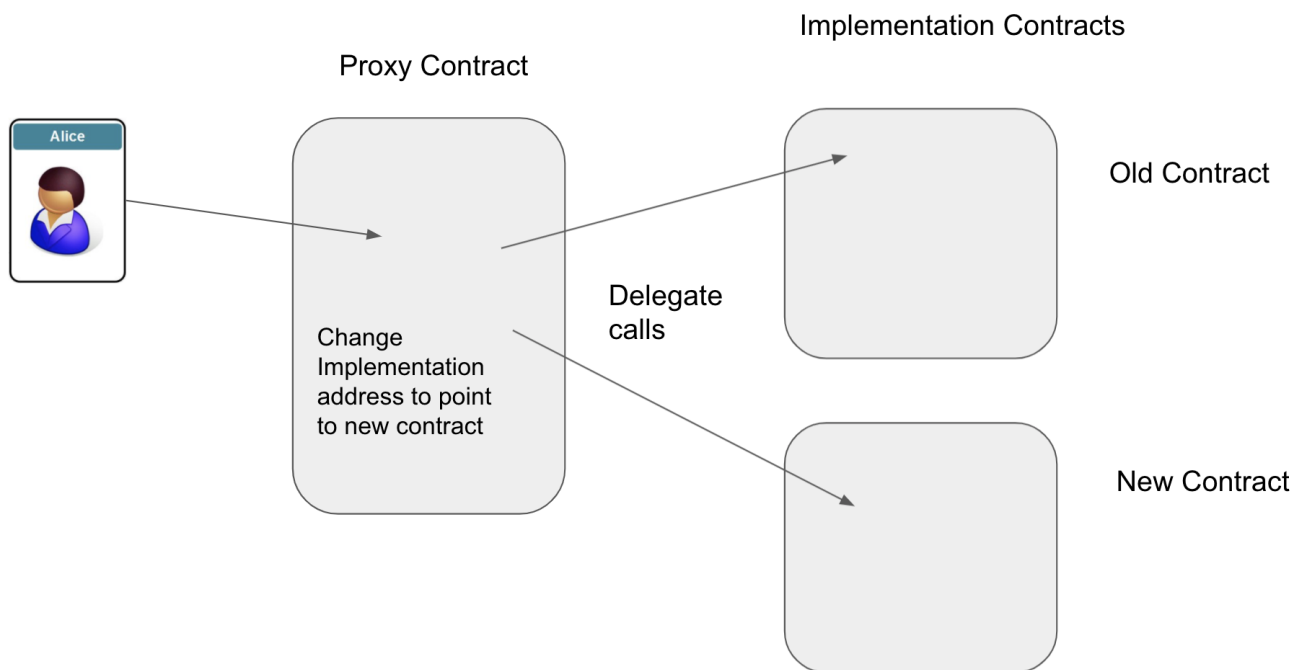 Implementation Contracts
Proxy Contract
Alice
Old Contract
Delegate
calls
Change
Implementation
address to point
to new contract
New Contract